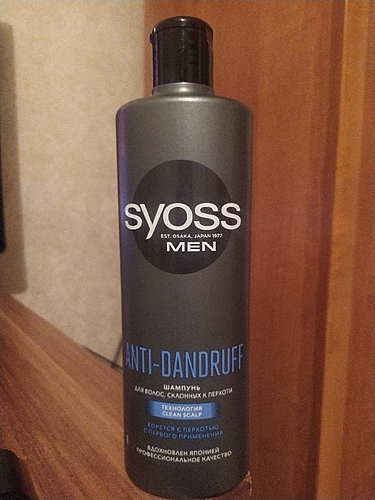 syoss
EST. OSAKA, JAPAN 1977
MEN
ANTI-DANDRUFF
ШАМПУНЬ
ДЛЯ ВОЛОС, СКЛОННЫХ К ПЕРХОТИ
ТЕХНОЛОГИЯ
CLEAN SCALP
БОРЕТСЯ С ПЕРХОТЬЮ
С ПЕРВОГО ПРИМЕНЕНИЯ
ВДОХНОВЛЕН ЯПОНИЕЙ
ПРОФЕССИОНАЛЬНОЕ КАЧЕСТВО